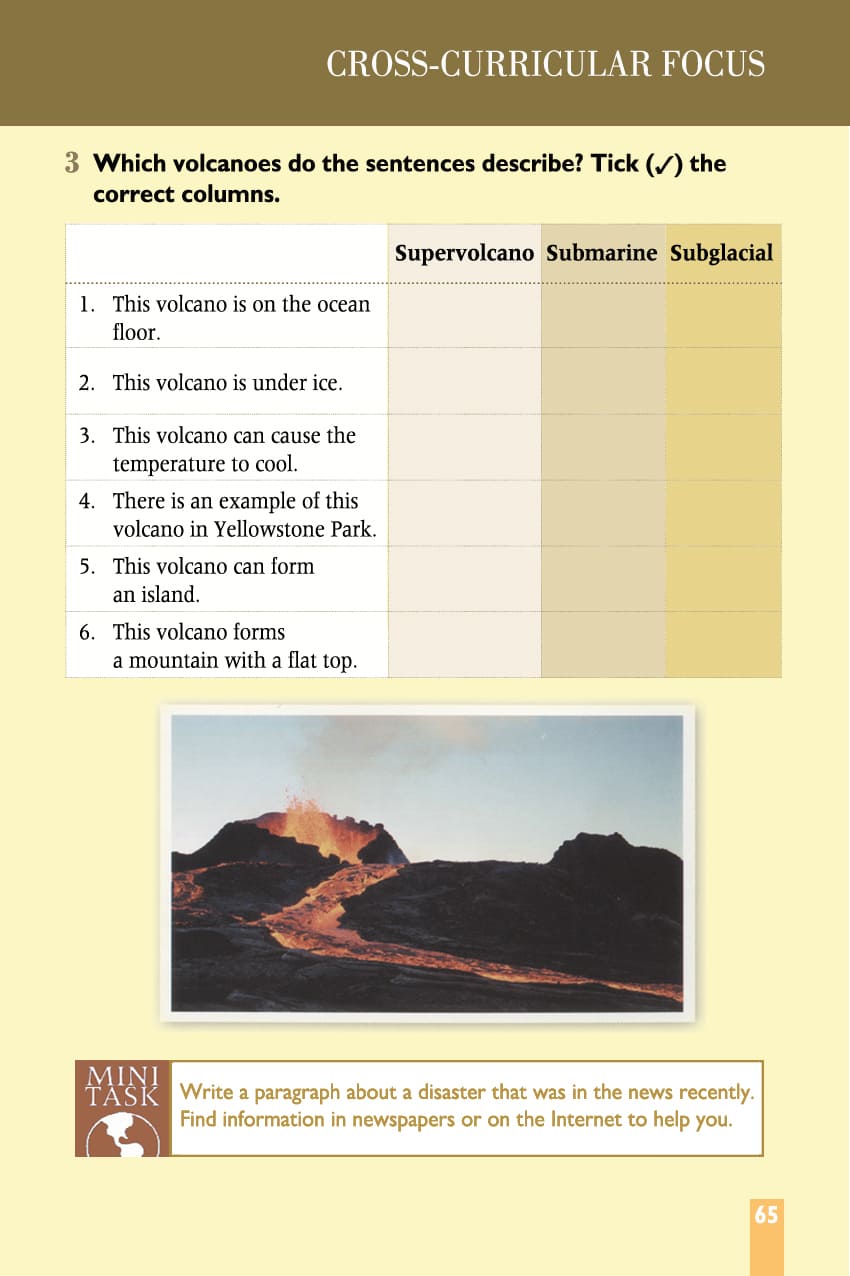 CROSS-CURRICULAR FOCUS
3 Which volcanoes do the sentences describe? Tick (✓) the
correct columns.
Supervolcano Submarine Subglacial
1. This volcano is on the ocean
floor.
2. This volcano is under ice.
3. This volcano can cause the
temperature to cool.
4. There is an example of this
volcano in Yellowstone Park.
5. This volcano can form
an island.
6. This volcano forms
a mountain with a flat top.
MINI
TASK
Write a paragraph about a disaster that was in the news recently.
Find information in newspapers or on the Internet to help you.
65